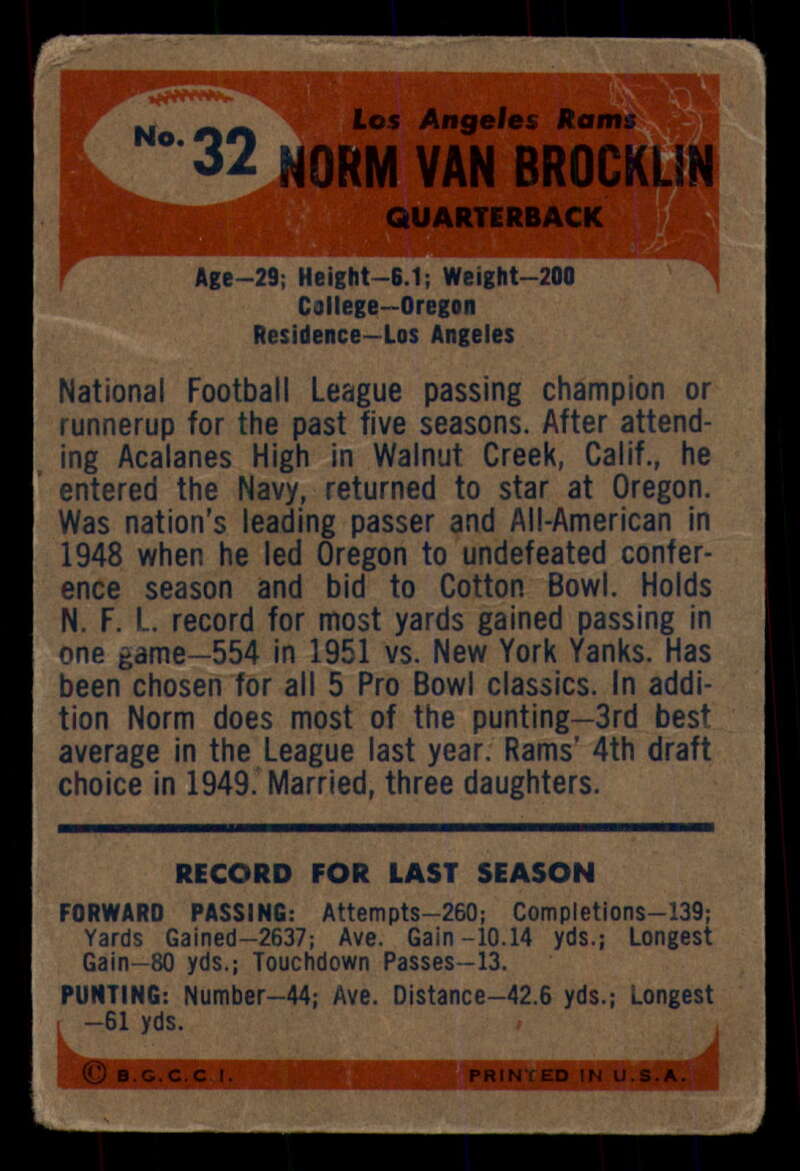 Los Angeles Rams
No. 32 NORM VAN BROCKLIN
QUARTERBACK
Age—29; Height—6.1; Weight—200
College—Oregon
Residence—Los Angeles
National Football League passing champion or
runnerup for the past five seasons. After attend-
ing Acalanes High in Walnut Creek, Calif., he
entered the Navy, returned to star at Oregon.
Was nation's leading passer and All-American in
1948 when he led Oregon to undefeated confer-
ence season and bid to Cotton Bowl. Holds
N. F. L. record for most yards gained passing in
one game—554 in 1951 vs. New York Yanks. Has
been chosen for all 5 Pro Bowl classics. In addi-
tion Norm does most of the punting—3rd best
average in the League last year. Rams' 4th draft
choice in 1949. Married, three daughters.
RECORD FOR LAST SEASON
FORWARD PASSING: Attempts—260; Completions—139;
Yards Gained—2637; Ave. Gain—10.14 yds.; Longest
Gain—80 yds.; Touchdown Passes—13.
PUNTING: Number—44; Ave. Distance—42.6 yds.; Longest
—61 yds.
© B.G.C.C.I. PRINTED IN U.S.A.